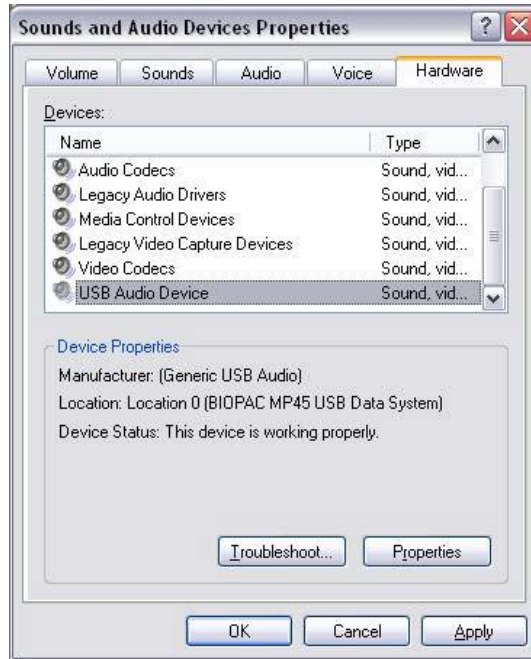 Sounds and Audio Devices Properties
Volume Sounds Audio Voice Hardware
Devices:
Name Type
Audio Codecs Sound, vid...
Legacy Audio Drivers Sound, vid...
Media Control Devices Sound, vid...
Legacy Video Capture Devices Sound, vid...
Video Codecs Sound, vid...
USB Audio Device Sound, vid...
Device Properties
Manufacturer: (Generic USB Audio)
Location: Location 0 (BIOPAC MP45 USB Data System)
Device Status: This device is working properly.
Troubleshoot... Properties
OK Cancel Apply